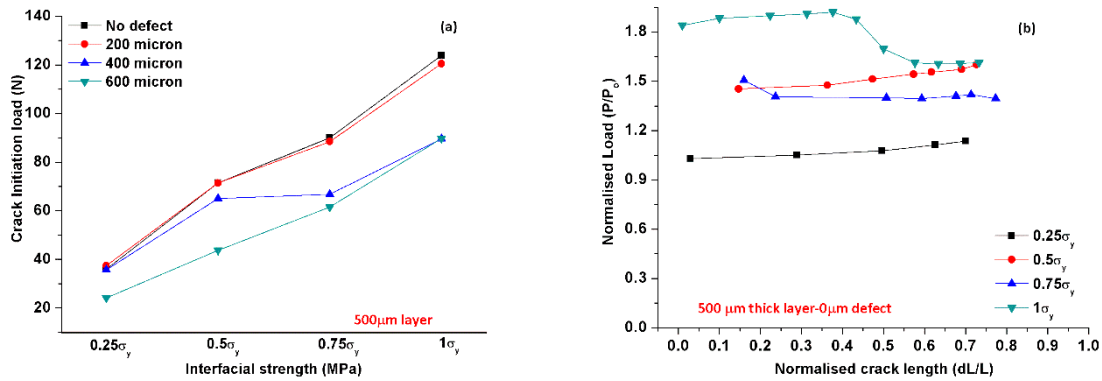 (a)
No defect
200 micron
400 micron
600 micron
Crack Initiation load (N)
140
120
100
80
60
40
20
500μm layer
0.25σy 0.5σy 0.75σy 1σy
Interfacial strength (MPa)
(b)
Normalised Load (P/Po)
1.8
1.5
1.2
0.9
0.6
0.3
0.0
0.25σy
0.5σy
0.75σy
1σy
500 μm thick layer-0μm defect
0.0 0.1 0.2 0.3 0.4 0.5 0.6 0.7 0.8 0.9 1.0
Normalised crack length (dL/L)